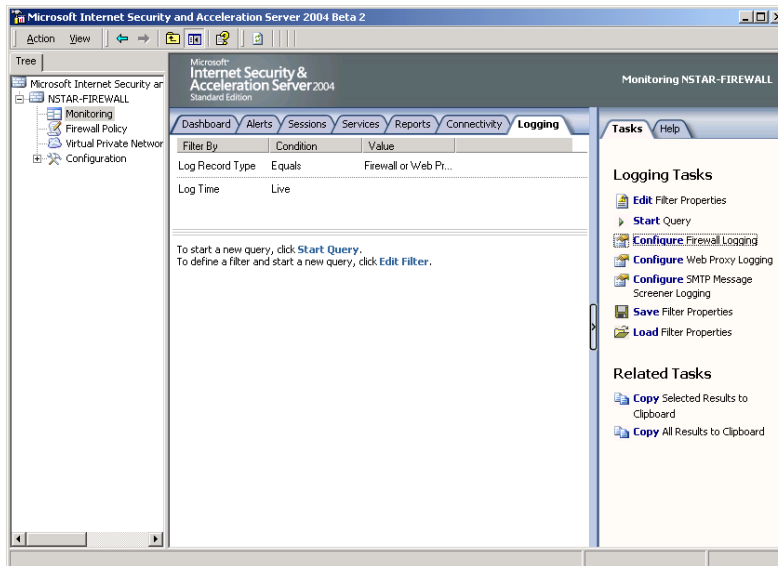 Microsoft Internet Security and Acceleration Server 2004 Beta 2
Action View
Tree
Microsoft Internet Security ar
NSTAR-FIREWALL
Monitoring
Firewall Policy
Virtual Private Networ
Configuration
Microsoft
Internet Security &
Acceleration Server 2004
Standard Edition
Monitoring NSTAR-FIREWALL
Dashboard Alerts Sessions Services Reports Connectivity Logging
Filter By Condition Value
Log Record Type Equals Firewall or Web Pr...
Log Time Live
To start a new query, click Start Query.
To define a filter and start a new query, click Edit Filter.
Tasks Help
Logging Tasks
Edit Filter Properties
Start Query
Configure Firewall Logging
Configure Web Proxy Logging
Configure SMTP Message
Screener Logging
Save Filter Properties
Load Filter Properties
Related Tasks
Copy Selected Results to
Clipboard
Copy All Results to Clipboard